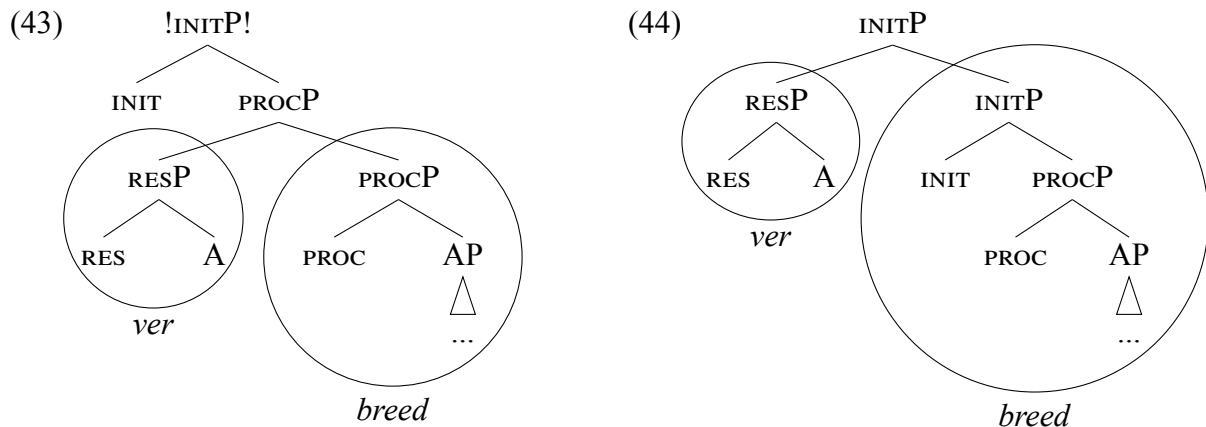 (43) !INITP! (44) INITP
INIT PROCP RESP INITP
RESP PROCP RES A INIT PROCP
RES A PROC AP ver PROC AP
ver ... ...
breed breed